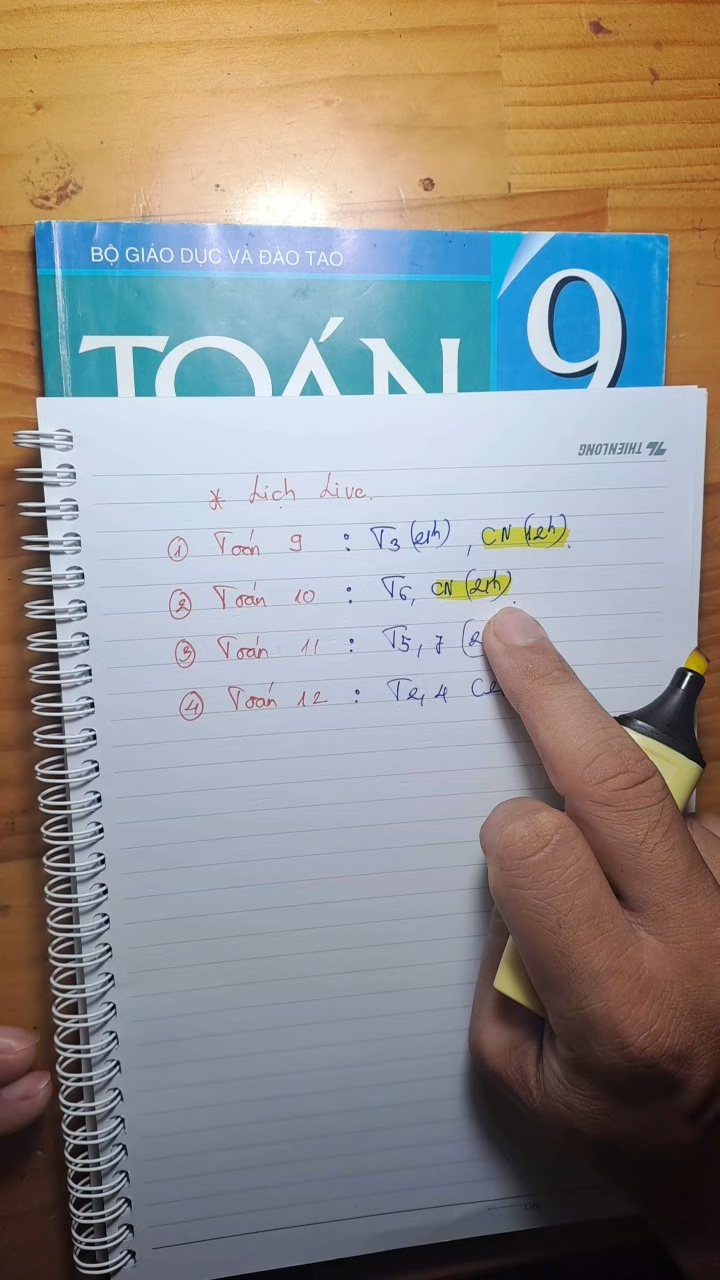 BỘ GIÁO DỤC VÀ ĐÀO TẠO
TOÁN 9
THIENLONG
* Lịch Live.
① Toán 9 : T3 (21h), CN (12h).
② Toán 10 : T6, CN (21h).
③ Toán 11 : T5, 7 (2
④ Toán 12 : T2, 4